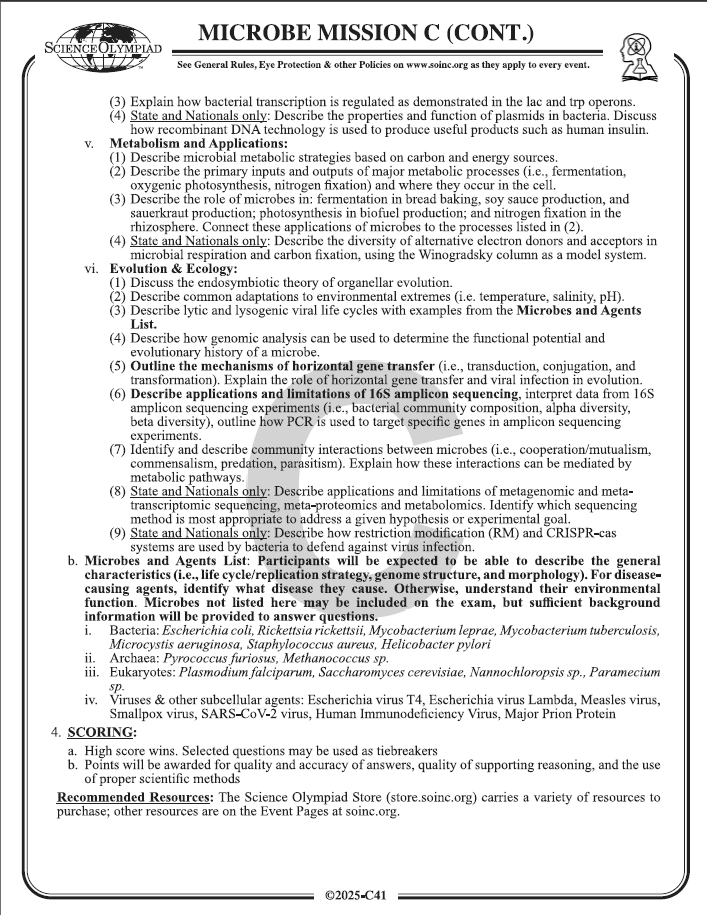 SCIENCE OLYMPIAD
MICROBE MISSION C (CONT.)
See General Rules, Eye Protection & other Policies on www.soinc.org as they apply to every event.
(3) Explain how bacterial transcription is regulated as demonstrated in the lac and trp operons.
(4) State and Nationals only: Describe the properties and function of plasmids in bacteria. Discuss
how recombinant DNA technology is used to produce useful products such as human insulin.
v. Metabolism and Applications:
(1) Describe microbial metabolic strategies based on carbon and energy sources.
(2) Describe the primary inputs and outputs of major metabolic processes (i.e., fermentation,
oxygenic photosynthesis, nitrogen fixation) and where they occur in the cell.
(3) Describe the role of microbes in: fermentation in bread baking, soy sauce production, and
sauerkraut production; photosynthesis in biofuel production; and nitrogen fixation in the
rhizosphere. Connect these applications of microbes to the processes listed in (2).
(4) State and Nationals only: Describe the diversity of alternative electron donors and acceptors in
microbial respiration and carbon fixation, using the Winogradsky column as a model system.
vi. Evolution & Ecology:
(1) Discuss the endosymbiotic theory of organellar evolution.
(2) Describe common adaptations to environmental extremes (i.e. temperature, salinity, pH).
(3) Describe lytic and lysogenic viral life cycles with examples from the Microbes and Agents
List.
(4) Describe how genomic analysis can be used to determine the functional potential and
evolutionary history of a microbe.
(5) Outline the mechanisms of horizontal gene transfer (i.e., transduction, conjugation, and
transformation). Explain the role of horizontal gene transfer and viral infection in evolution.
(6) Describe applications and limitations of 16S amplicon sequencing, interpret data from 16S
amplicon sequencing experiments (i.e., bacterial community composition, alpha diversity,
beta diversity), outline how PCR is used to target specific genes in amplicon sequencing
experiments.
(7) Identify and describe community interactions between microbes (i.e., cooperation/mutualism,
commensalism, predation, parasitism). Explain how these interactions can be mediated by
metabolic pathways.
(8) State and Nationals only: Describe applications and limitations of metagenomic and meta-
transcriptomic sequencing, meta-proteomics and metabolomics. Identify which sequencing
method is most appropriate to address a given hypothesis or experimental goal.
(9) State and Nationals only: Describe how restriction modification (RM) and CRISPR-cas
systems are used by bacteria to defend against virus infection.
b. Microbes and Agents List: Participants will be expected to be able to describe the general
characteristics (i.e., life cycle/replication strategy, genome structure, and morphology). For disease-
causing agents, identify what disease they cause. Otherwise, understand their environmental
function. Microbes not listed here may be included on the exam, but sufficient background
information will be provided to answer questions.
i. Bacteria: Escherichia coli, Rickettsia rickettsii, Mycobacterium leprae, Mycobacterium tuberculosis,
Microcystis aeruginosa, Staphylococcus aureus, Helicobacter pylori
ii. Archaea: Pyrococcus furiosus, Methanococcus sp.
iii. Eukaryotes: Plasmodium falciparum, Saccharomyces cerevisiae, Nannochloropsis sp., Paramecium
sp.
iv. Viruses & other subcellular agents: Escherichia virus T4, Escherichia virus Lambda, Measles virus,
Smallpox virus, SARS-CoV-2 virus, Human Immunodeficiency Virus, Major Prion Protein
4. SCORING:
a. High score wins. Selected questions may be used as tiebreakers
b. Points will be awarded for quality and accuracy of answers, quality of supporting reasoning, and the use
of proper scientific methods
Recommended Resources: The Science Olympiad Store (store.soinc.org) carries a variety of resources to
purchase; other resources are on the Event Pages at soinc.org.
C
©2025-C41